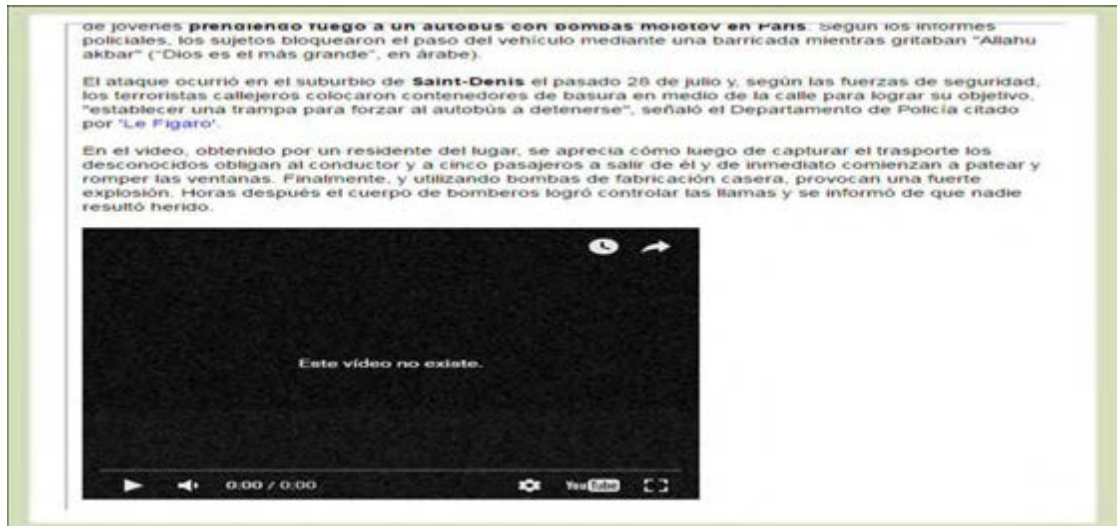 de jóvenes prendiendo fuego a un autobús con bombas molotov en París. Según los informes
policiales, los sujetos bloquearon el paso del vehículo mediante una barricada mientras gritaban "Allahu
akbar" ("Dios es el más grande", en árabe).
El ataque ocurrió en el suburbio de Saint-Denis el pasado 28 de julio y, según las fuerzas de seguridad,
los terroristas callejeros colocaron contenedores de basura en medio de la calle para lograr su objetivo,
"establecer una trampa para forzar al autobús a detenerse", señaló el Departamento de Policía citado
por 'Le Figaro'.
En el video, obtenido por un residente del lugar, se aprecia cómo luego de capturar el trasporte los
desconocidos obligan al conductor y a cinco pasajeros a salir de él y de inmediato comienzan a patear y
romper las ventanas. Finalmente, y utilizando bombas de fabricación casera, provocan una fuerte
explosión. Horas después el cuerpo de bomberos logró controlar las llamas y se informó de que nadie
resultó herido.
Este vídeo no existe.
0:00 / 0:00
YouTube